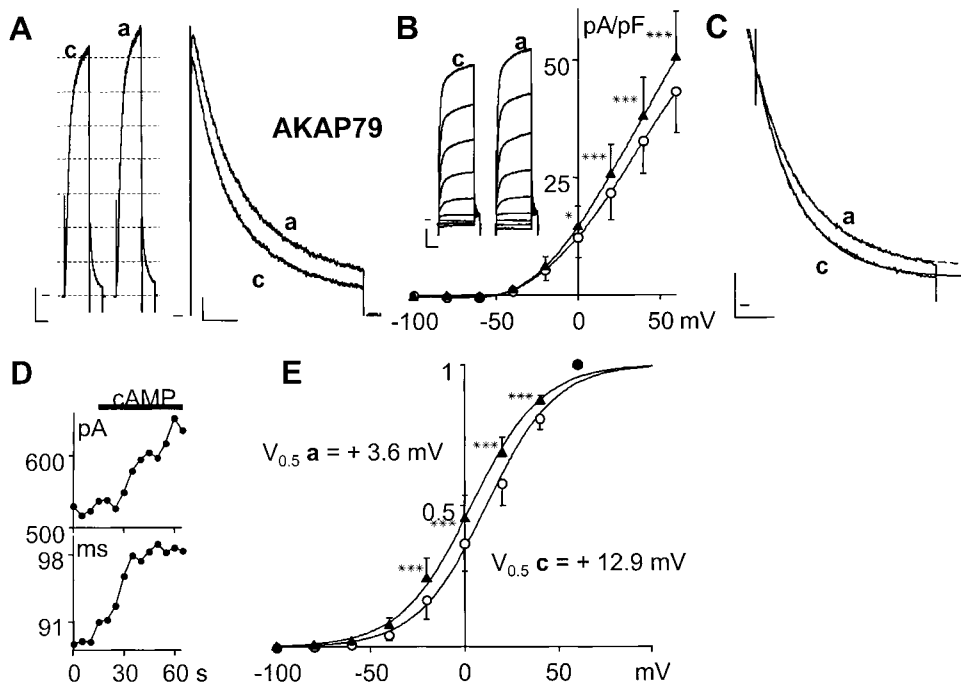 A
c
a
a
c
AKAP79
B
c
a
pA/pF
50
25
***
***
***
*
-100
-50
0
50 mV
C
a
c
D
cAMP
pA
600
500
ms
98
91
0
30
60 s
E
1
0.5
V0.5 a = + 3.6 mV
V0.5 c = + 12.9 mV
***
***
***
***
-100
-50
0
50
mV